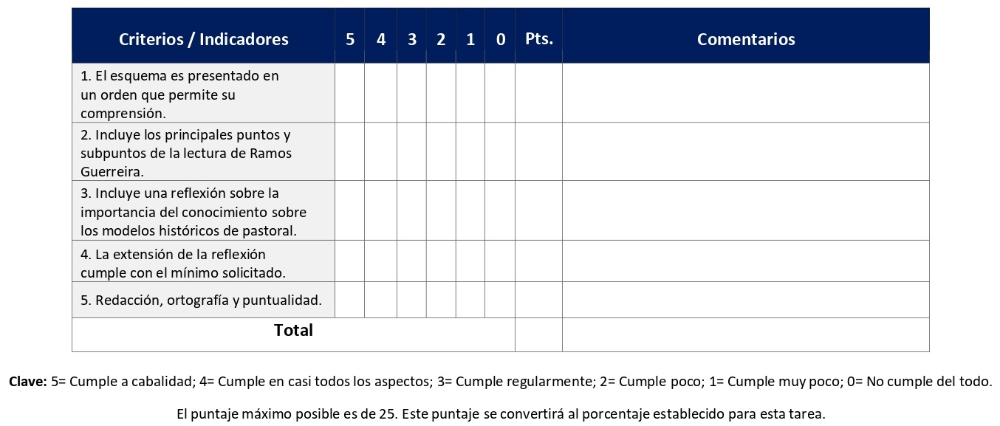 Criterios / Indicadores 5 4 3 2 1 0 Pts. Comentarios
1. El esquema es presentado en
un orden que permite su
comprensión.
2. Incluye los principales puntos y
subpuntos de la lectura de Ramos
Guerreira.
3. Incluye una reflexión sobre la
importancia del conocimiento sobre
los modelos históricos de pastoral.
4. La extensión de la reflexión
cumple con el mínimo solicitado.
5. Redacción, ortografía y puntualidad.
Total
Clave: 5= Cumple a cabalidad; 4= Cumple en casi todos los aspectos; 3= Cumple regularmente; 2= Cumple poco; 1= Cumple muy poco; 0= No cumple del todo.
El puntaje máximo posible es de 25. Este puntaje se convertirá al porcentaje establecido para esta tarea.